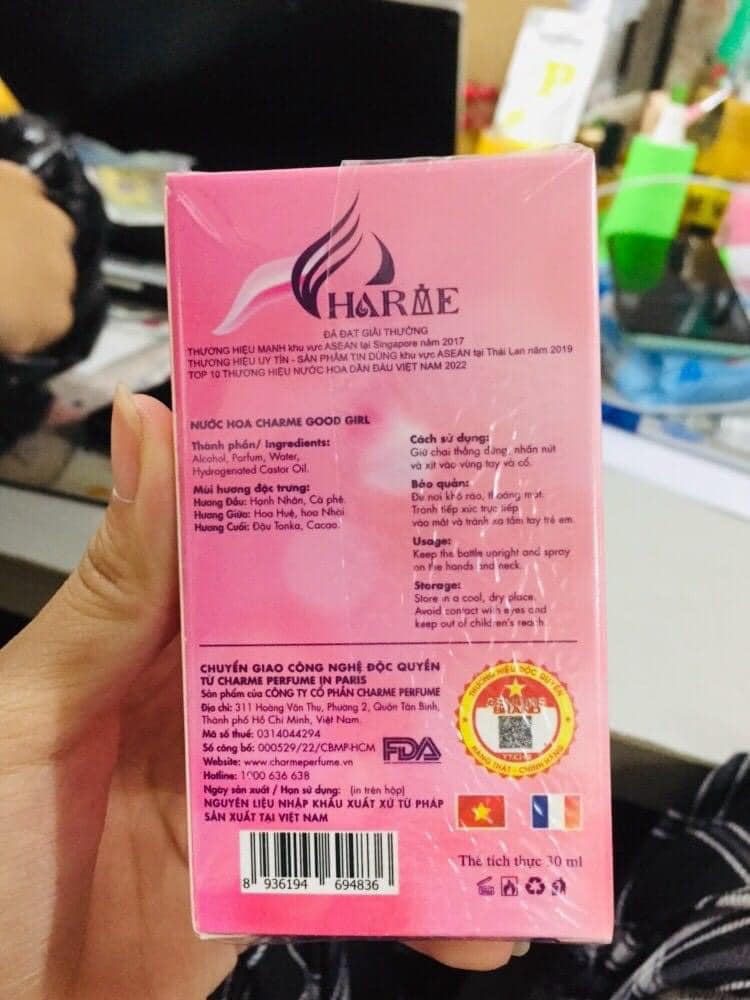 P
CHARME
ĐÃ ĐẠT GIẢI THƯỞNG
THƯƠNG HIỆU MẠNH khu vực ASEAN tại Singapore năm 2017
THƯƠNG HIỆU UY TÍN - SẢN PHẨM TIN DÙNG khu vực ASEAN tại Thái Lan năm 2019
TOP 10 THƯƠNG HIỆU NƯỚC HOA DẪN ĐẦU VIỆT NAM 2022
NƯỚC HOA CHARME GOOD GIRL
Thành phần/ Ingredients:
Alcohol, Parfum, Water,
Hydrogenated Castor Oil.
Mùi hương đặc trưng:
Hương Đầu: Hạnh Nhân, Cà phê.
Hương Giữa: Hoa Huệ, hoa Nhài
Hương Cuối: Đậu Tonka, Cacao.
Cách sử dụng:
Giữ chai thẳng đứng, nhấn nút
và xịt vào vùng tay và cổ.
Bảo quản:
Để nơi khô ráo, thoáng mát.
Tránh tiếp xúc trực tiếp
vào mắt và tránh xa tầm tay trẻ em.
Usage:
Keep the bottle upright and spray
on the hands and neck.
Storage:
Store in a cool, dry place.
Avoid contact with eyes and
keep out of children's reach.
CHUYỂN GIAO CÔNG NGHỆ ĐỘC QUYỀN
TỪ CHARME PERFUME IN PARIS
Sản phẩm của CÔNG TY CỔ PHẦN CHARME PERFUME
Địa chỉ: 311 Hoàng Văn Thụ, Phường 2, Quận Tân Bình,
Thành phố Hồ Chí Minh, Việt Nam.
Mã số thuế: 0314044294
Số công bố: 000529/22/CBMP-HCM
FDA
Website: www.charmeperfume.vn
Hotline: 1900 636 638
Ngày sản xuất / Hạn sử dụng: (in trên hộp)
NGUYÊN LIỆU NHẬP KHẨU XUẤT XỨ TỪ PHÁP
SẢN XUẤT TẠI VIỆT NAM
THƯƠNG HIỆU ĐỘC QUYỀN
HÀNG THẬT - CHÍNH HÃNG
Thể tích thực 30 ml
8 936194 694836